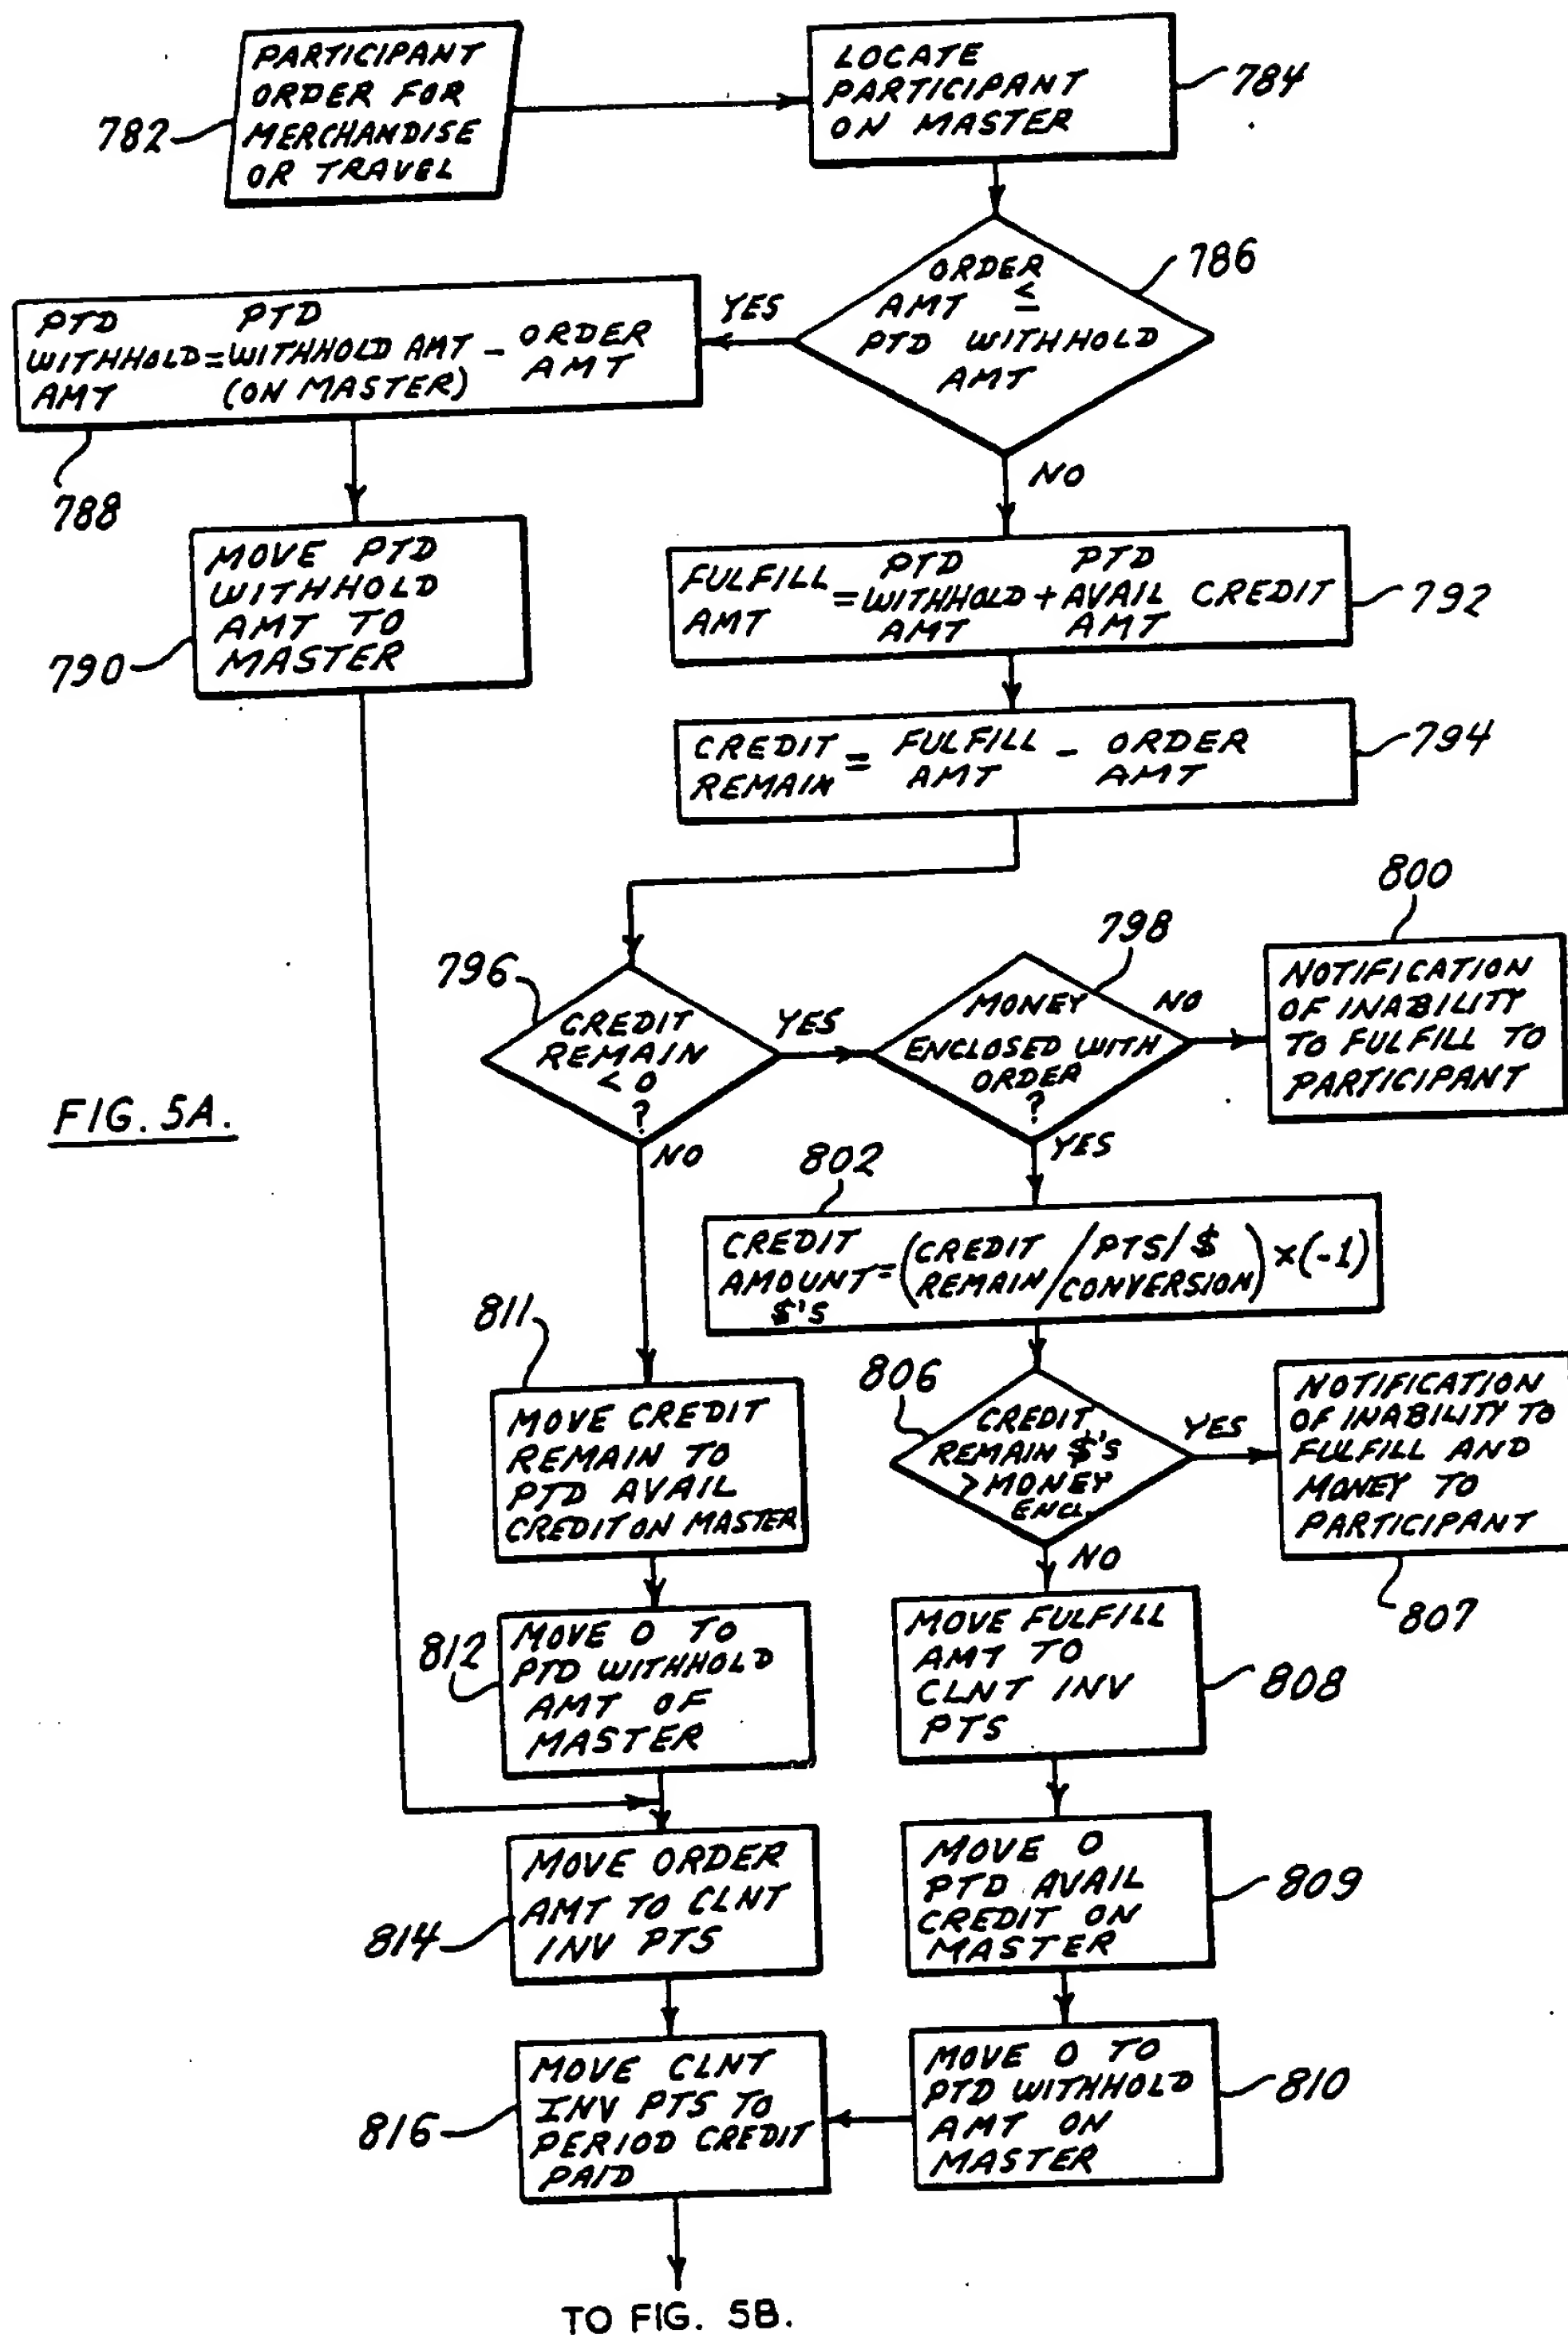 PARTICIPANT
ORDER FOR
MERCHANDISE
OR TRAVEL
782
LOCATE
PARTICIPANT
ON MASTER
784
ORDER
AMT ≤
PTD WITHHOLD
AMT
786
YES
NO
PTD PTD
WITHHOLD = WITHHOLD AMT - ORDER
AMT (ON MASTER) AMT
788
MOVE PTD
WITHHOLD
AMT TO
MASTER
790
FULFILL = PTD WITHHOLD AMT + PTD AVAIL AMT CREDIT
AMT
792
CREDIT = FULFILL - ORDER
REMAIN AMT AMT
794
CREDIT
REMAIN
< 0
?
796
YES
NO
MONEY
ENCLOSED WITH
ORDER
?
798
NO
YES
NOTIFICATION
OF INABILITY
TO FULFILL TO
PARTICIPANT
800
FIG. 5A.
802
CREDIT
AMOUNT = (CREDIT REMAIN / PTS/$ CONVERSION) × (-1)
$'S
806
CREDIT
REMAIN $'S
> MONEY
ENCL.
YES
NO
NOTIFICATION
OF INABILITY TO
FULFILL AND
MONEY TO
PARTICIPANT
807
811
MOVE CREDIT
REMAIN TO
PTD AVAIL
CREDIT ON MASTER
812
MOVE 0 TO
PTD WITHHOLD
AMT OF
MASTER
MOVE FULFILL
AMT TO
CLNT INV
PTS
808
MOVE ORDER
AMT TO CLNT
INV PTS
814
MOVE 0
PTD AVAIL
CREDIT ON
MASTER
809
MOVE CLNT
INV PTS TO
PERIOD CREDIT
PAID
816
MOVE 0 TO
PTD WITHHOLD
AMT ON
MASTER
810
TO FIG. 5B.